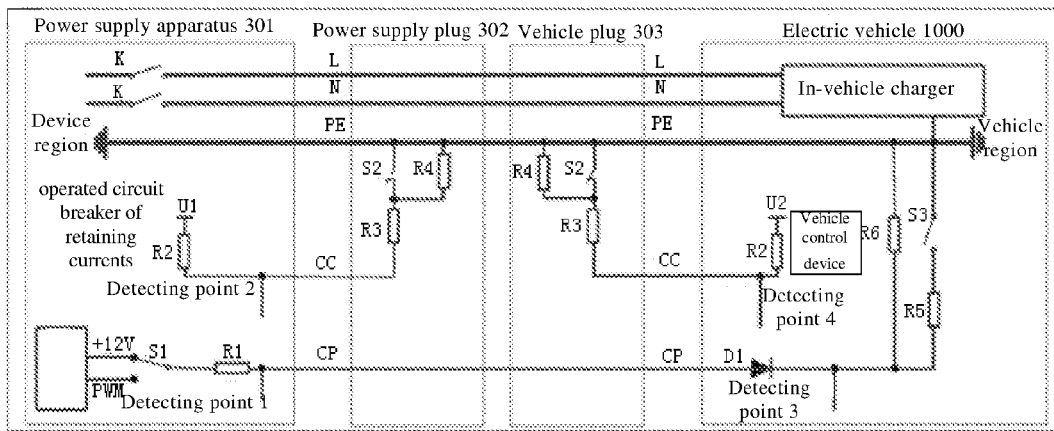 Power supply apparatus 301
Power supply plug 302
Vehicle plug 303
Electric vehicle 1000
K
L
L
K
N
N
In-vehicle charger
PE
PE
Device
region
Vehicle
region
S2
R4
R4
S2
operated circuit
breaker of
retaining
currents
U1
R2
R3
R3
U2
R2
Vehicle
control
device
R6
S3
CC
CC
Detecting point 2
Detecting
point 4
R5
+12V
S1
R1
CP
CP
D1
PWM
Detecting point 1
Detecting
point 3